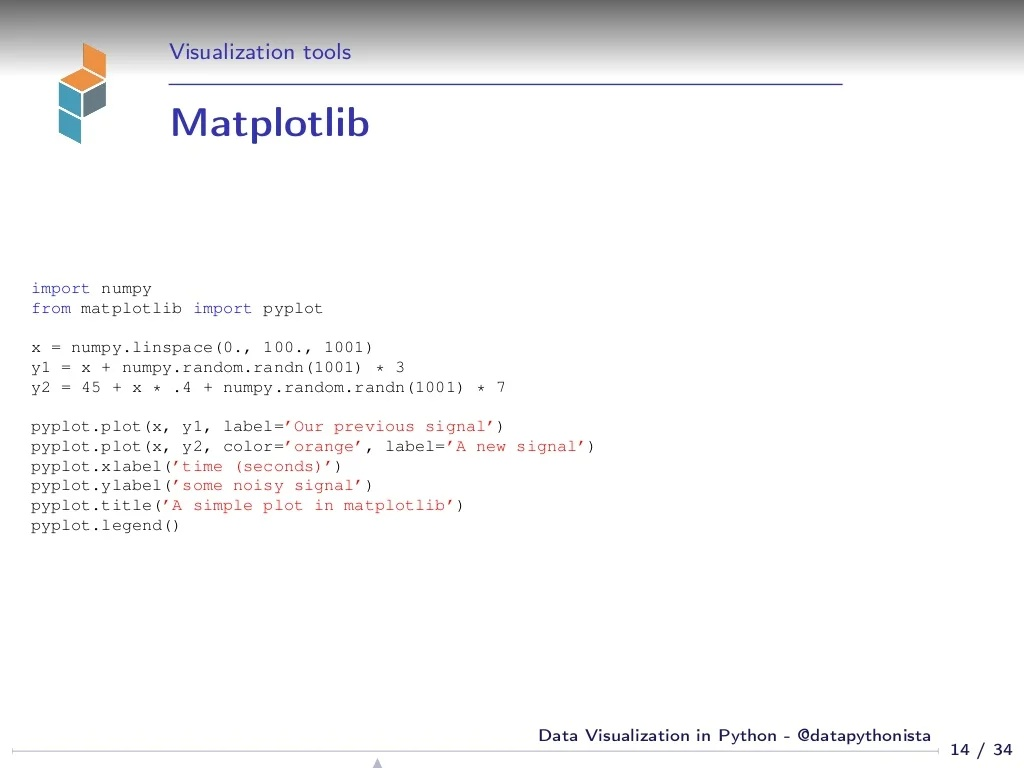 Visualization tools
Matplotlib
import numpy
from matplotlib import pyplot
x = numpy.linspace(0., 100., 1001)
y1 = x + numpy.random.randn(1001) * 3
y2 = 45 + x * .4 + numpy.random.randn(1001) * 7
pyplot.plot(x, y1, label='Our previous signal')
pyplot.plot(x, y2, color='orange', label='A new signal')
pyplot.xlabel('time (seconds)')
pyplot.ylabel('some noisy signal')
pyplot.title('A simple plot in matplotlib')
pyplot.legend()
Data Visualization in Python - @datapythonista
14 / 34